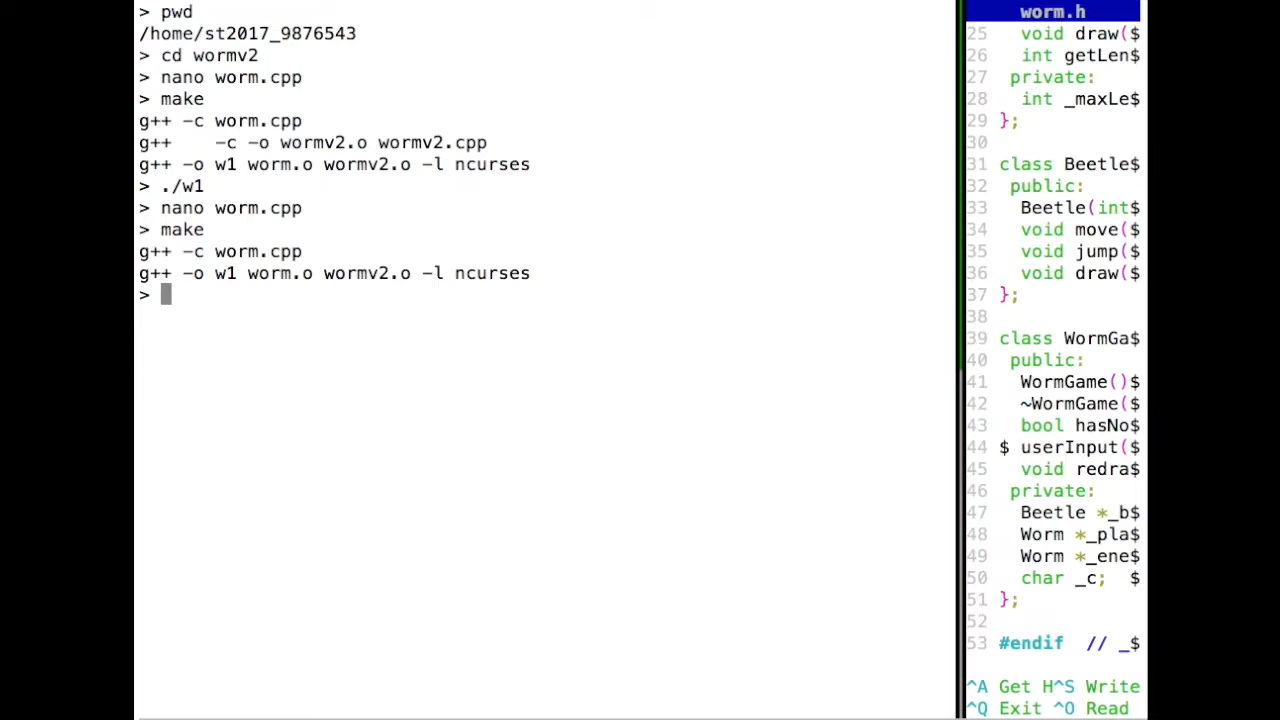 > pwd
/home/st2017_9876543
> cd wormv2
> nano worm.cpp
> make
g++ -c worm.cpp
g++    -c -o wormv2.o wormv2.cpp
g++ -o w1 worm.o wormv2.o -l ncurses
> ./w1
> nano worm.cpp
> make
g++ -c worm.cpp
g++ -o w1 worm.o wormv2.o -l ncurses
>
worm.h
25   void draw($
26   int getLen$
27  private:
28   int _maxLe$
29 };
30
31 class Beetle$
32  public:
33   Beetle(int$
34   void move($
35   void jump($
36   void draw($
37 };
38
39 class WormGa$
40  public:
41   WormGame()$
42   ~WormGame($
43   bool hasNo$
44 $ userInput($
45   void redra$
46  private:
47   Beetle *_b$
48   Worm *_pla$
49   Worm *_ene$
50   char _c;  $
51 };
52
53 #endif  // _$
^A Get H^S Write
^Q Exit ^O Read